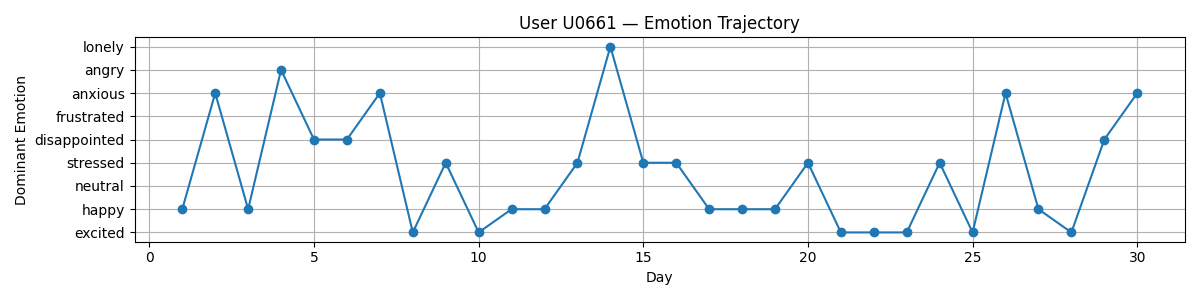 User U0661 — Emotion Trajectory
lonely
angry
anxious
frustrated
disappointed
stressed
neutral
happy
excited
Dominant Emotion
0 5 10 15 20 25 30
Day